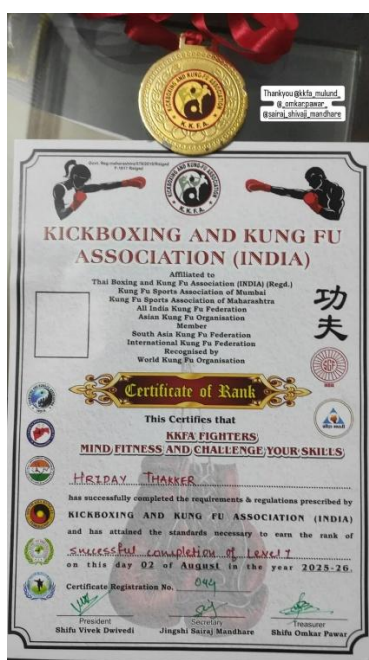 Thankyou @kkfa_mulund_
@_omkarpawar_
@sairaj_shivaji_mandhare
KICKBOXING AND KUNG FU ASSOCIATION
K.K.F.A.
KICKBOXING AND KUNG FU
ASSOCIATION (INDIA)
Affiliated to
Thai Boxing and Kung Fu Association (INDIA) (Regd.)
Kung Fu Sports Association of Mumbai
Kung Fu Sports Association of Maharashtra
All India Kung Fu Federation
Asian Kung Fu Organisation
Member
South Asia Kung Fu Federation
International Kung Fu Federation
Recognised by
World Kung Fu Organisation
功夫
Certificate of Rank
This Certifies that
KKFA FIGHTERS
MIND, FITNESS AND CHALLENGE YOUR SKILLS
HRIDAY THAKKER
has successfully completed the requirements & regulations prescribed by
KICKBOXING AND KUNG FU ASSOCIATION (INDIA)
and has attained the standards necessary to earn the rank of
successful completion of Level 1
on this day 02 of August in the year 2025-26.
Certificate Registration No. 049
President
Shifu Vivek Dwivedi
Secretary
Jingshi Sairaj Mandhare
Treasurer
Shifu Omkar Pawar